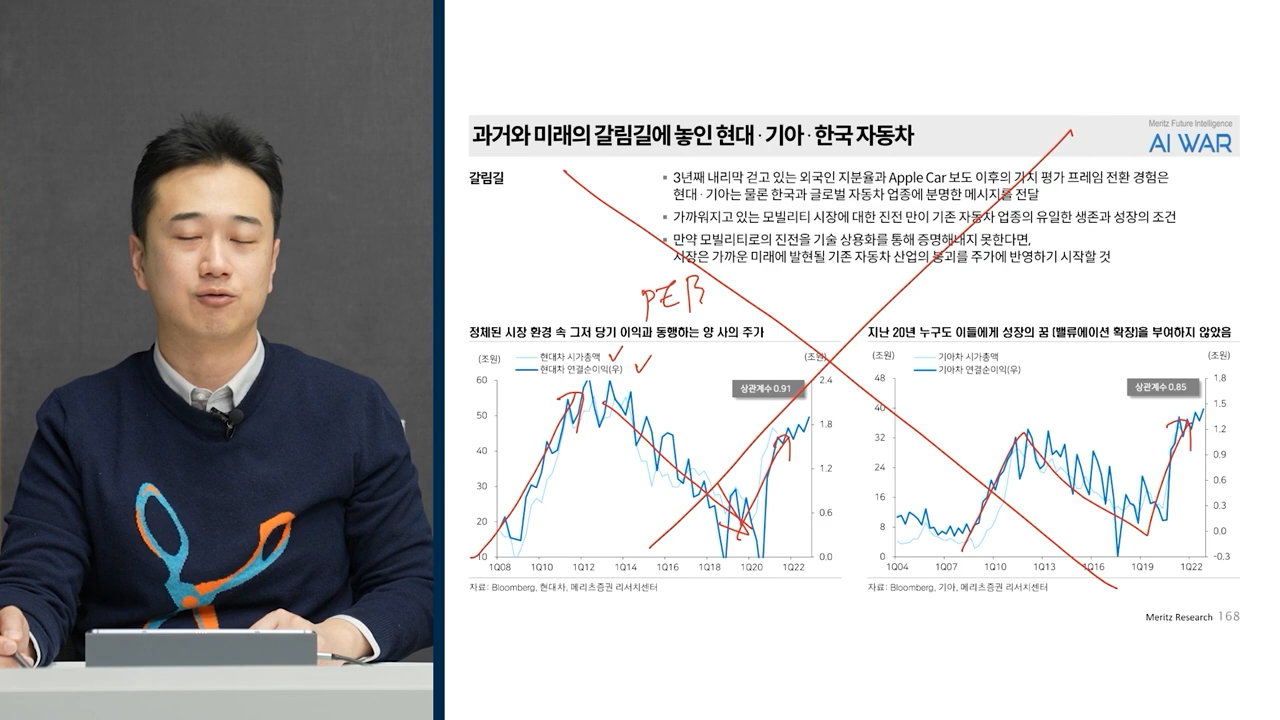 과거와 미래의 갈림길에 놓인 현대·기아·한국 자동차
Meritz Future Intelligence
AI WAR
갈림길
▪ 3년째 내리막 걷고 있는 외국인 지분율과 Apple Car 보도 이후의 가치 평가 프레임 전환 경험은
현대·기아는 물론 한국과 글로벌 자동차 업종에 분명한 메시지를 전달
▪ 가까워지고 있는 모빌리티 시장에 대한 진전 만이 기존 자동차 업종의 유일한 생존과 성장의 조건
▪ 만약 모빌리티로의 진전을 기술 상용화를 통해 증명해내지 못한다면,
시장은 가까운 미래에 발현될 기존 자동차 산업의 붕괴를 주가에 반영하기 시작할 것
PER
정체된 시장 환경 속 그저 당기 이익과 동행하는 양 사의 주가
(조원)
현대차 시가총액
현대차 연결순이익(우)
(조원)
상관계수 0.91
60
50
40
30
20
10
2.4
1.8
1.2
0.6
0.0
1Q08 1Q10 1Q12 1Q14 1Q16 1Q18 1Q20 1Q22
자료: Bloomberg, 현대차, 메리츠증권 리서치센터
지난 20년 누구도 이들에게 성장의 꿈 (밸류에이션 확장)을 부여하지 않았음
(조원)
기아차 시가총액
기아차 연결순이익(우)
(조원)
상관계수 0.85
48
40
32
24
16
8
0
1.8
1.5
1.2
0.9
0.6
0.3
0.0
-0.3
1Q04 1Q07 1Q10 1Q13 1Q16 1Q19 1Q22
자료: Bloomberg, 기아, 메리츠증권 리서치센터
Meritz Research 168